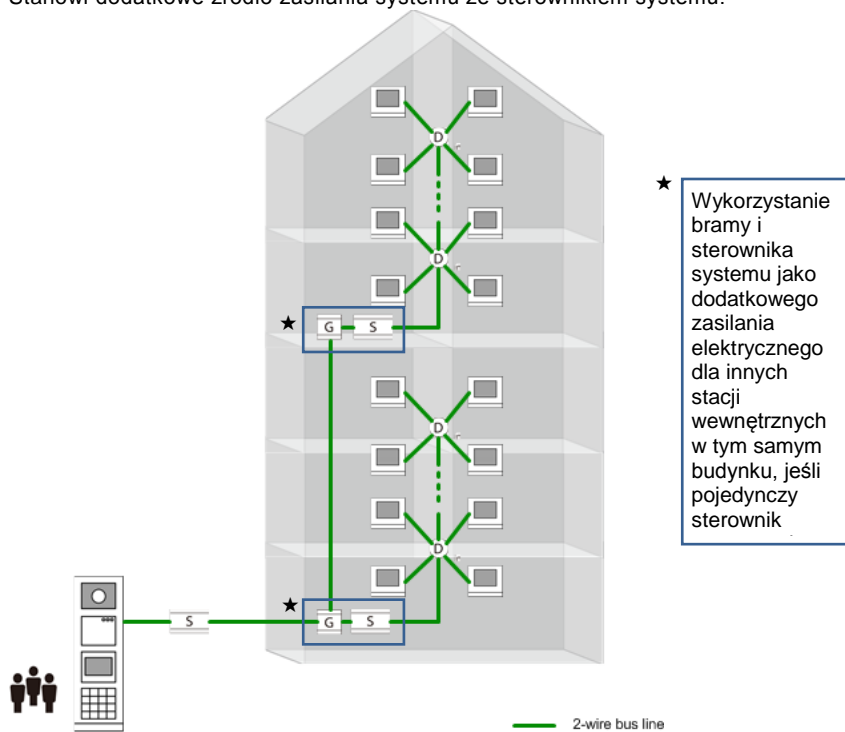 Stanowi dodatkowe źródło zasilania systemu ze sterownikiem systemu.
D
D
★
G S
D
D
★
S
G S
★
Wykorzystanie
bramy i
sterownika
systemu jako
dodatkowego
zasilania
elektrycznego
dla innych
stacji
wewnętrznych
w tym samym
budynku, jeśli
pojedynczy
sterownik
2-wire bus line